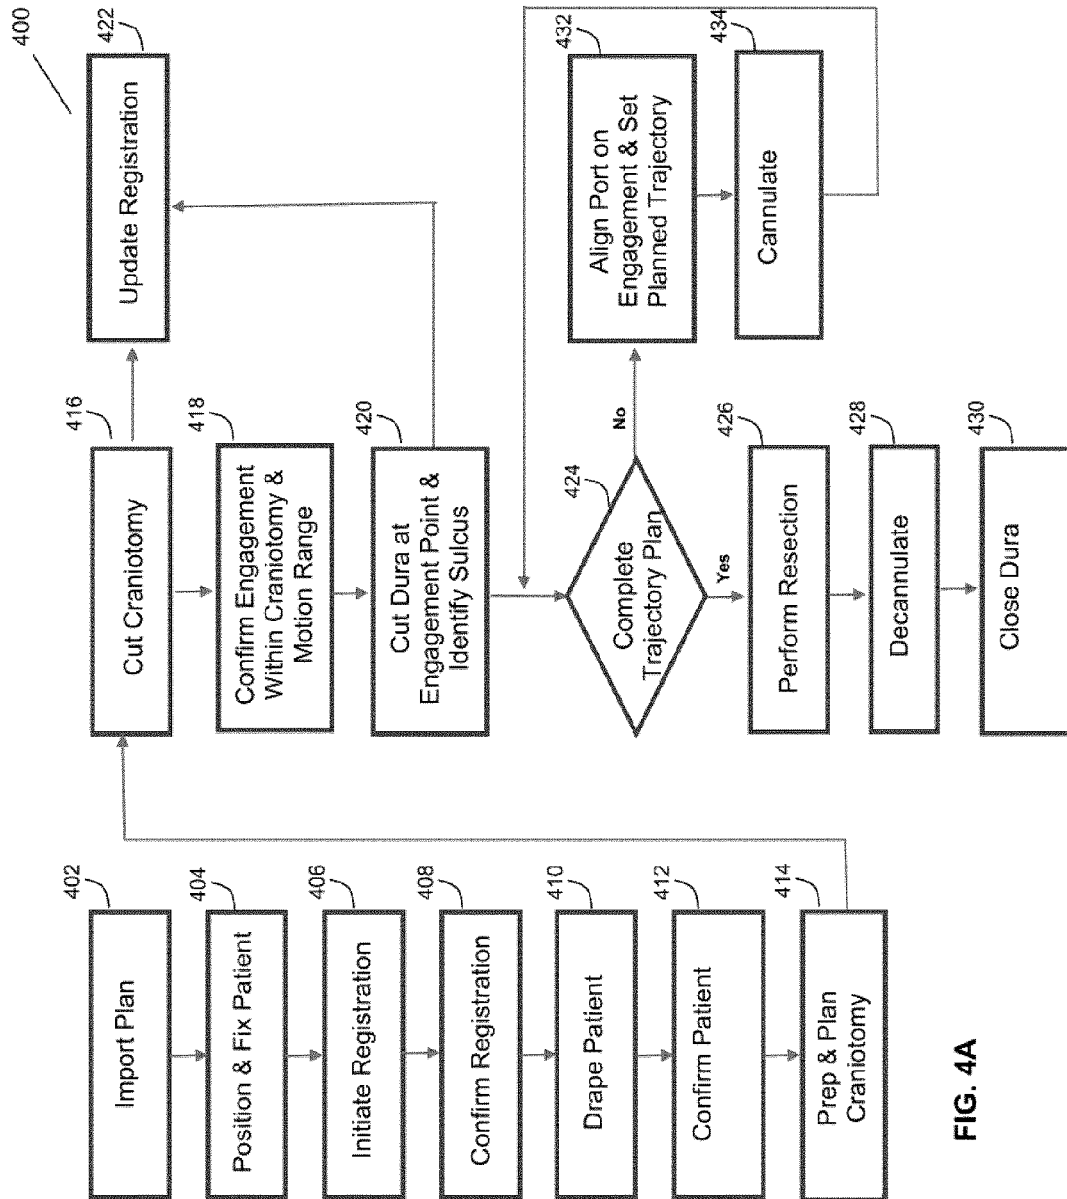 400
402
Import Plan
404
Position & Fix Patient
406
Initiate Registration
408
Confirm Registration
410
Drape Patient
412
Confirm Patient
414
Prep & Plan
Craniotomy
416
Cut Craniotomy
418
Confirm Engagement
Within Craniotomy &
Motion Range
420
Cut Dura at
Engagement Point &
Identify Sulcus
422
Update Registration
424
Complete
Trajectory Plan
No
Yes
426
Perform Resection
428
Decannulate
430
Close Dura
432
Align Port on
Engagement & Set
Planned Trajectory
434
Cannulate
FIG. 4A